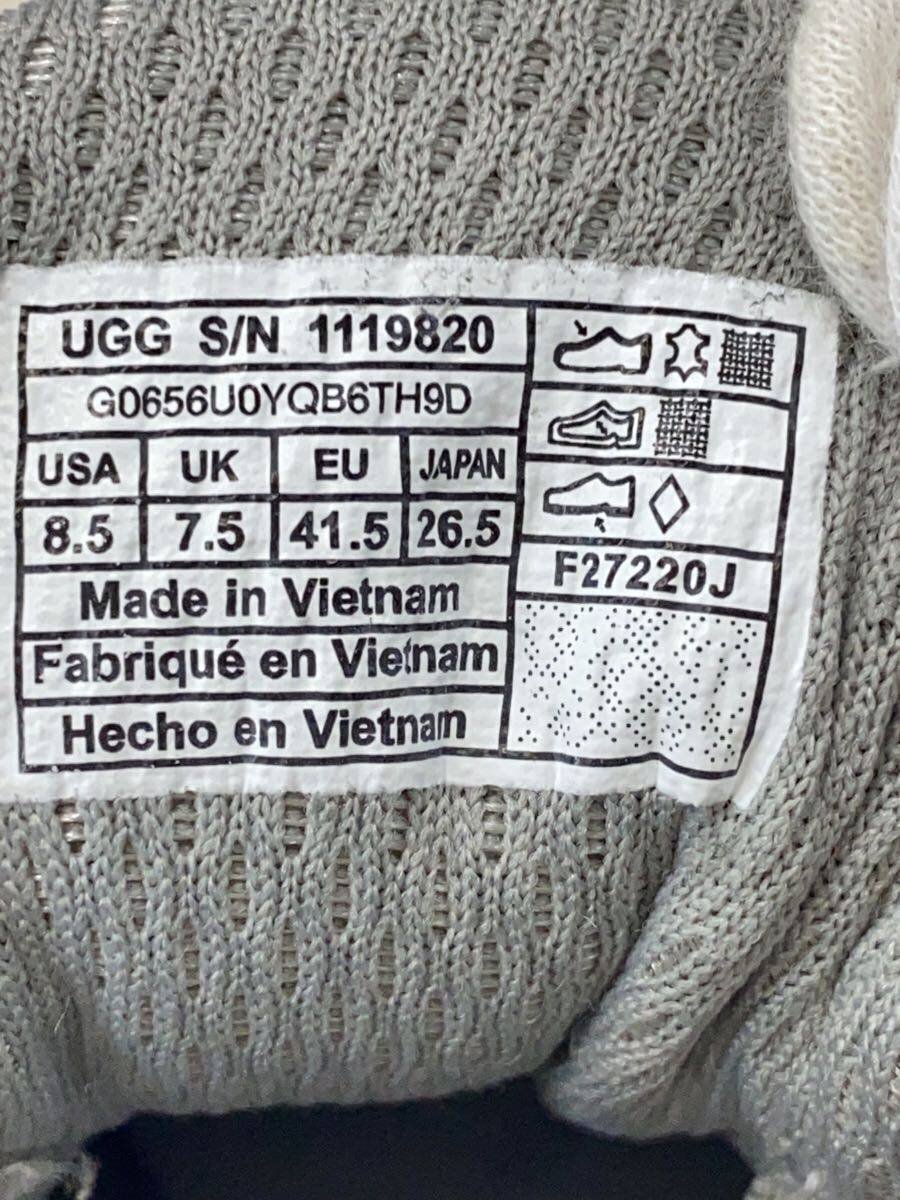 UGG S/N 1119820
G0656U0YQB6TH9D
USA UK EU JAPAN
8.5 7.5 41.5 26.5
Made in Vietnam
Fabriqué en Vietnam
Hecho en Vietnam
F27220J